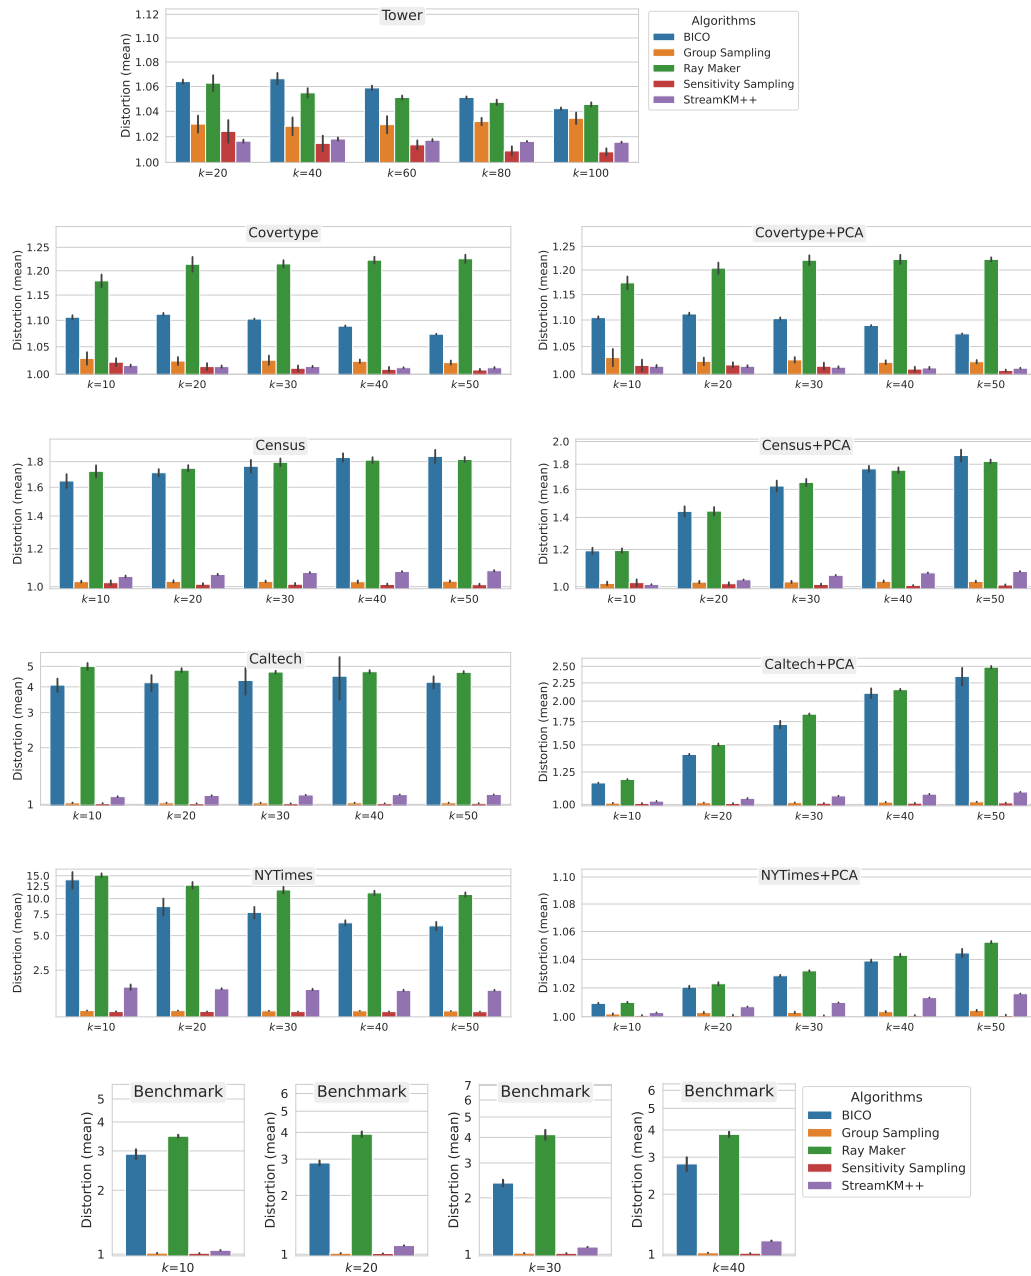 Tower
Distortion (mean)
1.12
1.10
1.08
1.06
1.04
1.02
1.00
k=20 k=40 k=60 k=80 k=100
Algorithms
BICO
Group Sampling
Ray Maker
Sensitivity Sampling
StreamKM++
Covertype
Distortion (mean)
1.25
1.20
1.15
1.10
1.05
1.00
k=10 k=20 k=30 k=40 k=50
Covertype+PCA
Distortion (mean)
1.25
1.20
1.15
1.10
1.05
1.00
k=10 k=20 k=30 k=40 k=50
Census
Distortion (mean)
1.8
1.6
1.4
1.2
1.0
k=10 k=20 k=30 k=40 k=50
Census+PCA
Distortion (mean)
2.0
1.8
1.6
1.4
1.2
1.0
k=10 k=20 k=30 k=40 k=50
Caltech
Distortion (mean)
5
4
3
2
1
k=10 k=20 k=30 k=40 k=50
Caltech+PCA
Distortion (mean)
2.50
2.25
2.00
1.75
1.50
1.25
1.00
k=10 k=20 k=30 k=40 k=50
NYTimes
Distortion (mean)
15.0
12.5
10.0
7.5
5.0
2.5
k=10 k=20 k=30 k=40 k=50
NYTimes+PCA
Distortion (mean)
1.10
1.08
1.06
1.04
1.02
1.00
k=10 k=20 k=30 k=40 k=50
Benchmark
Distortion (mean)
5
4
3
2
1
k=10
Benchmark
Distortion (mean)
6
5
4
3
2
1
k=20
Benchmark
Distortion (mean)
7
6
5
4
3
2
1
k=30
Benchmark
Distortion (mean)
6
5
4
3
2
1
k=40
Algorithms
BICO
Group Sampling
Ray Maker
Sensitivity Sampling
StreamKM++